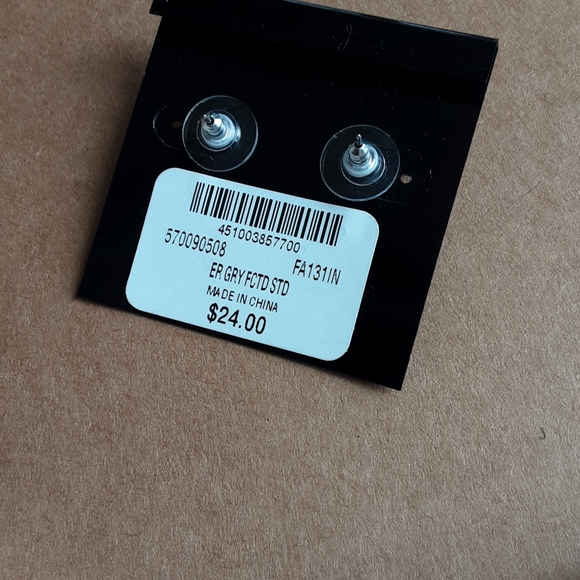 451003857700
570090508 FA131IN
ER GRY FCTD STD
MADE IN CHINA
$24.00